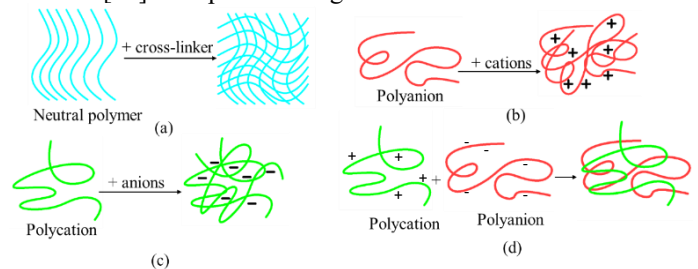 + cross-linker
Neutral polymer
(a)
+ cations
Polyanion
(b)
+ anions
Polycation
(c)
+
Polycation
Polyanion
(d)